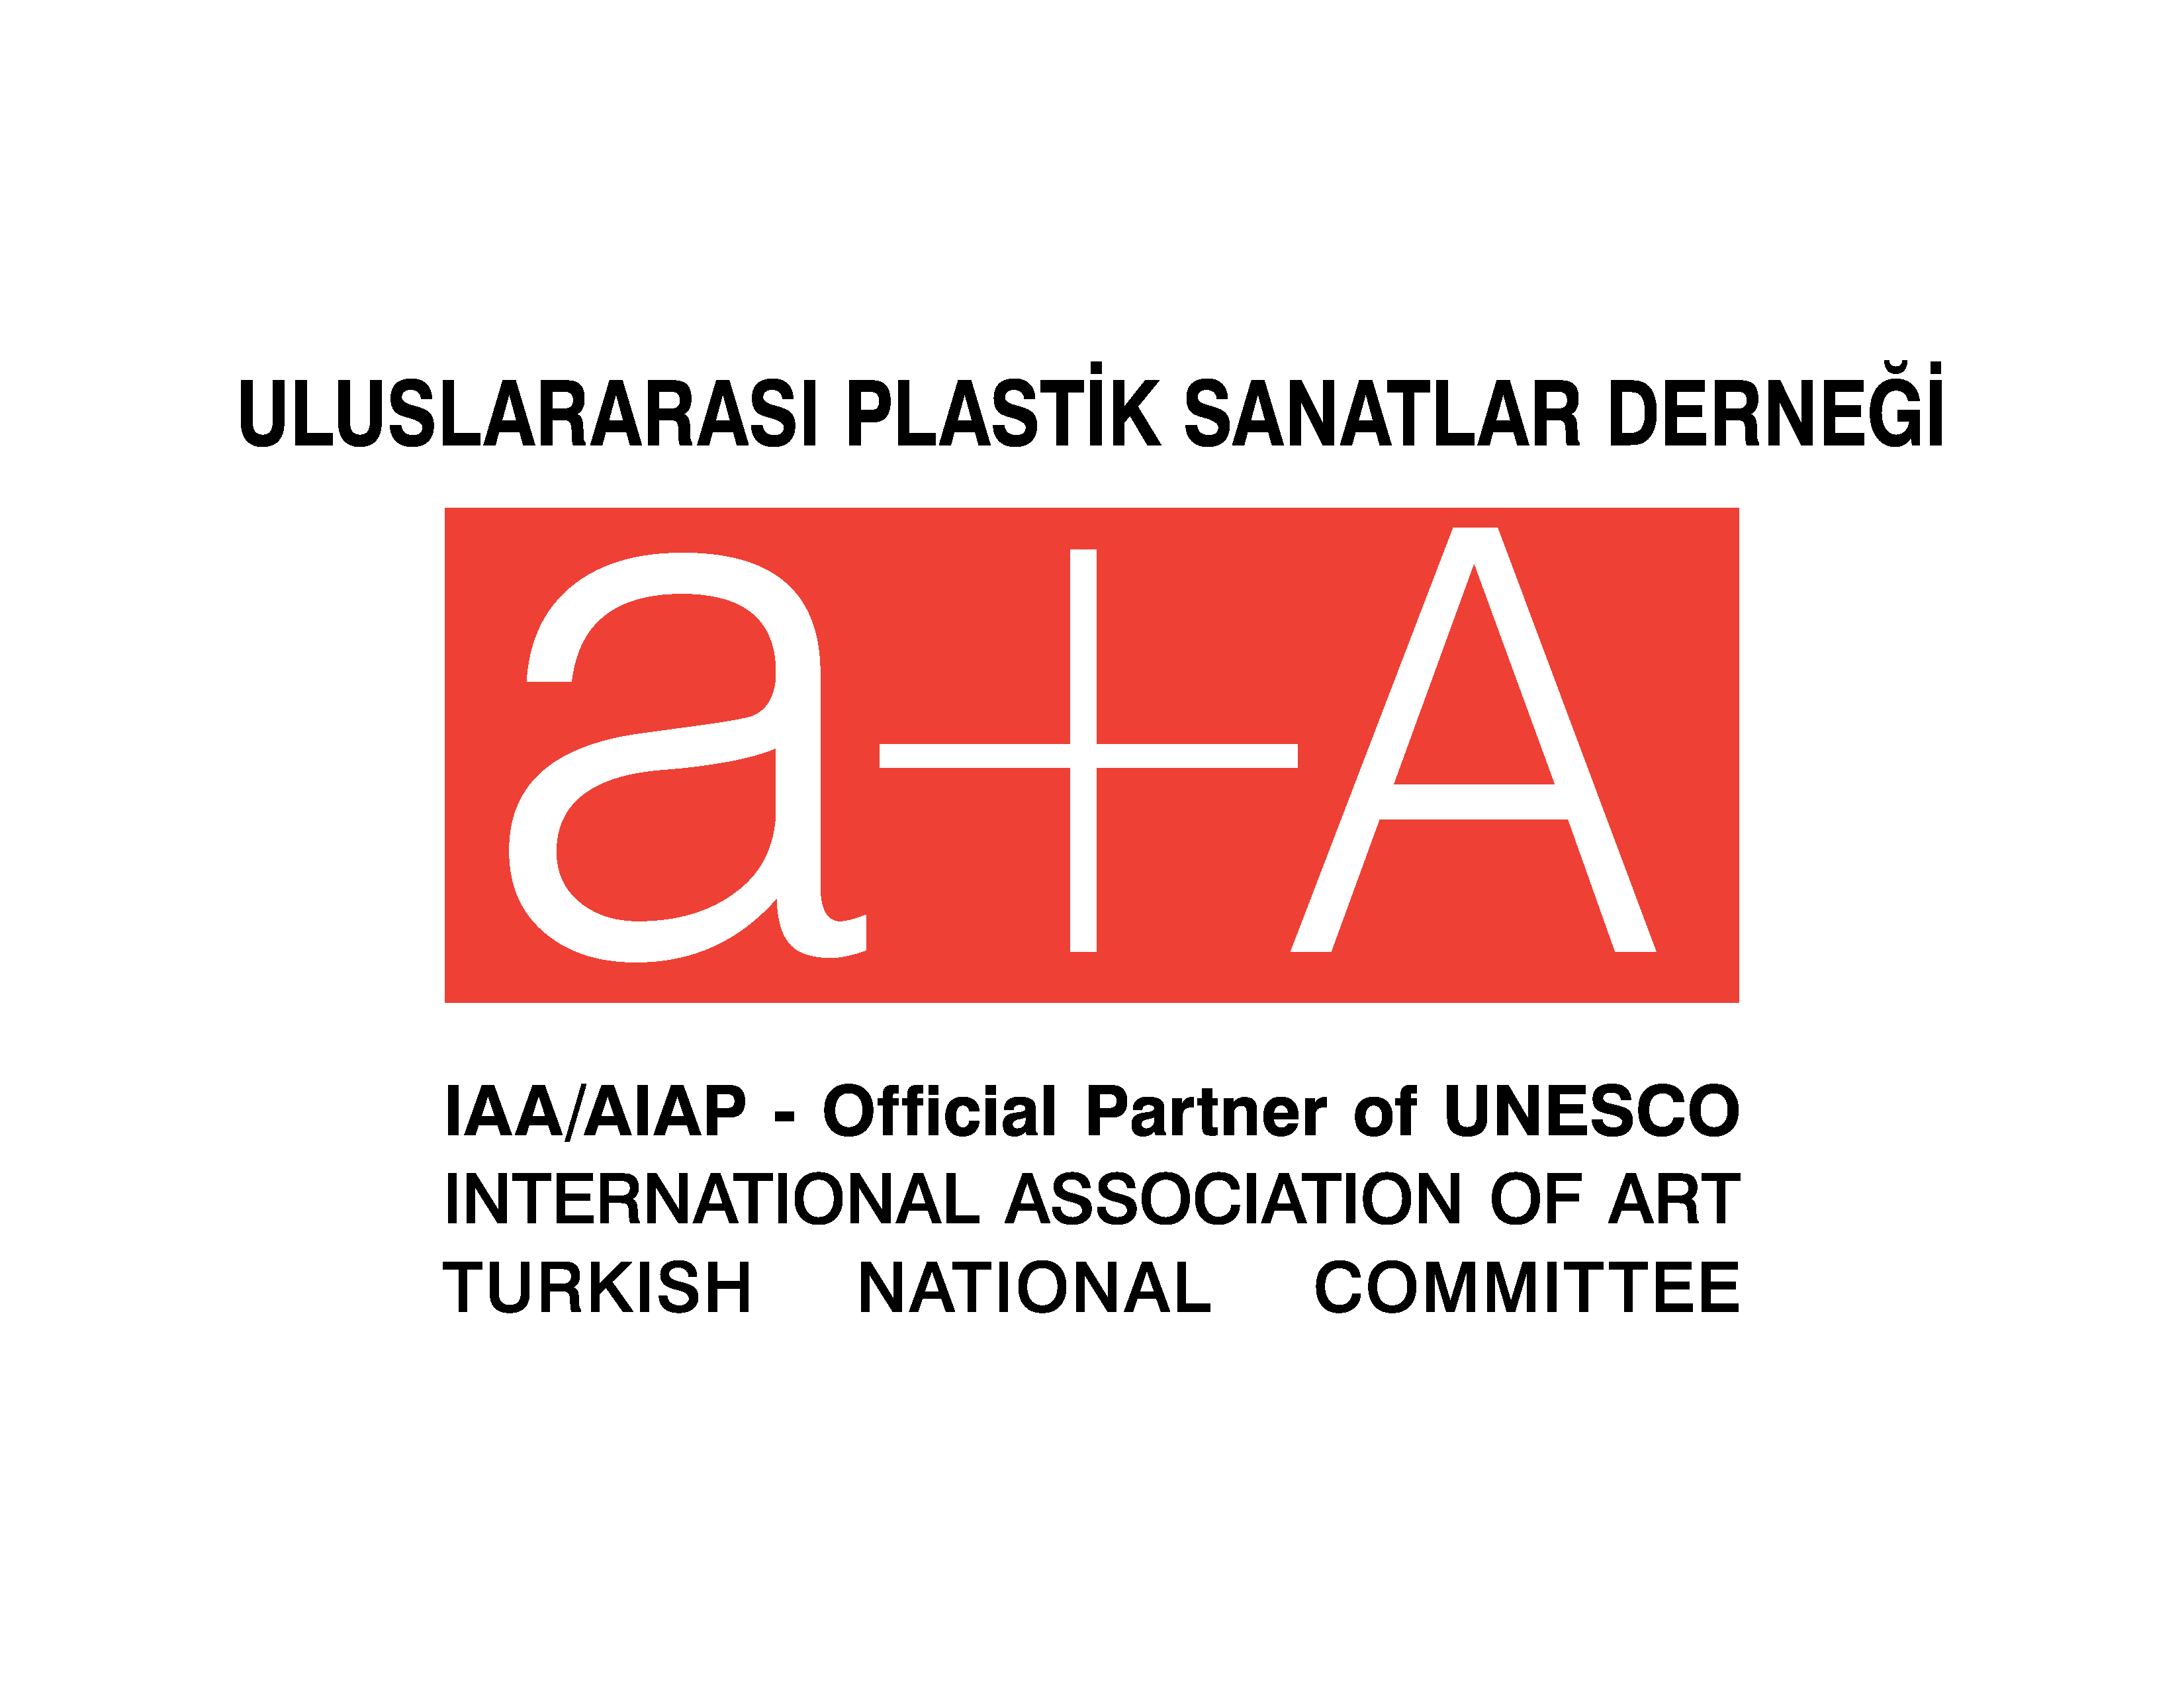 ULUSLARARASI PLASTİK SANATLAR DERNEĞİ
a+A
IAA/AIAP - Official Partner of UNESCO
INTERNATIONAL ASSOCIATION OF ART
TURKISH NATIONAL COMMITTEE